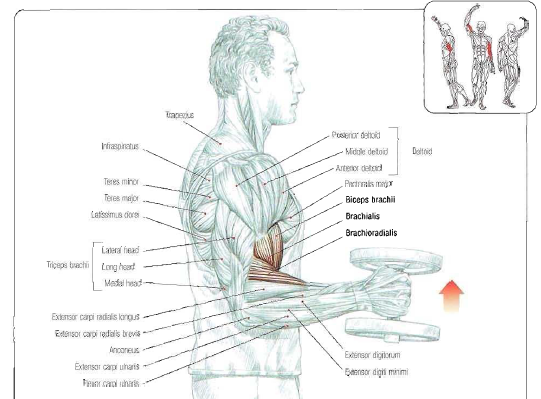 Trapezius
Infraspinatus
Teres minor
Teres major
Latissimus dorsi
Triceps brachii
Lateral head
Long head
Medial head
Extensor carpi radialis longus
Extensor carpi radialis brevis
Anconeus
Extensor carpi ulnaris
Flexor carpi ulnaris
Posterior deltoid
Middle deltoid
Anterior deltoid
Deltoid
Pectoralis major
Biceps brachii
Brachialis
Brachioradialis
Extensor digitorum
Extensor digiti minimi